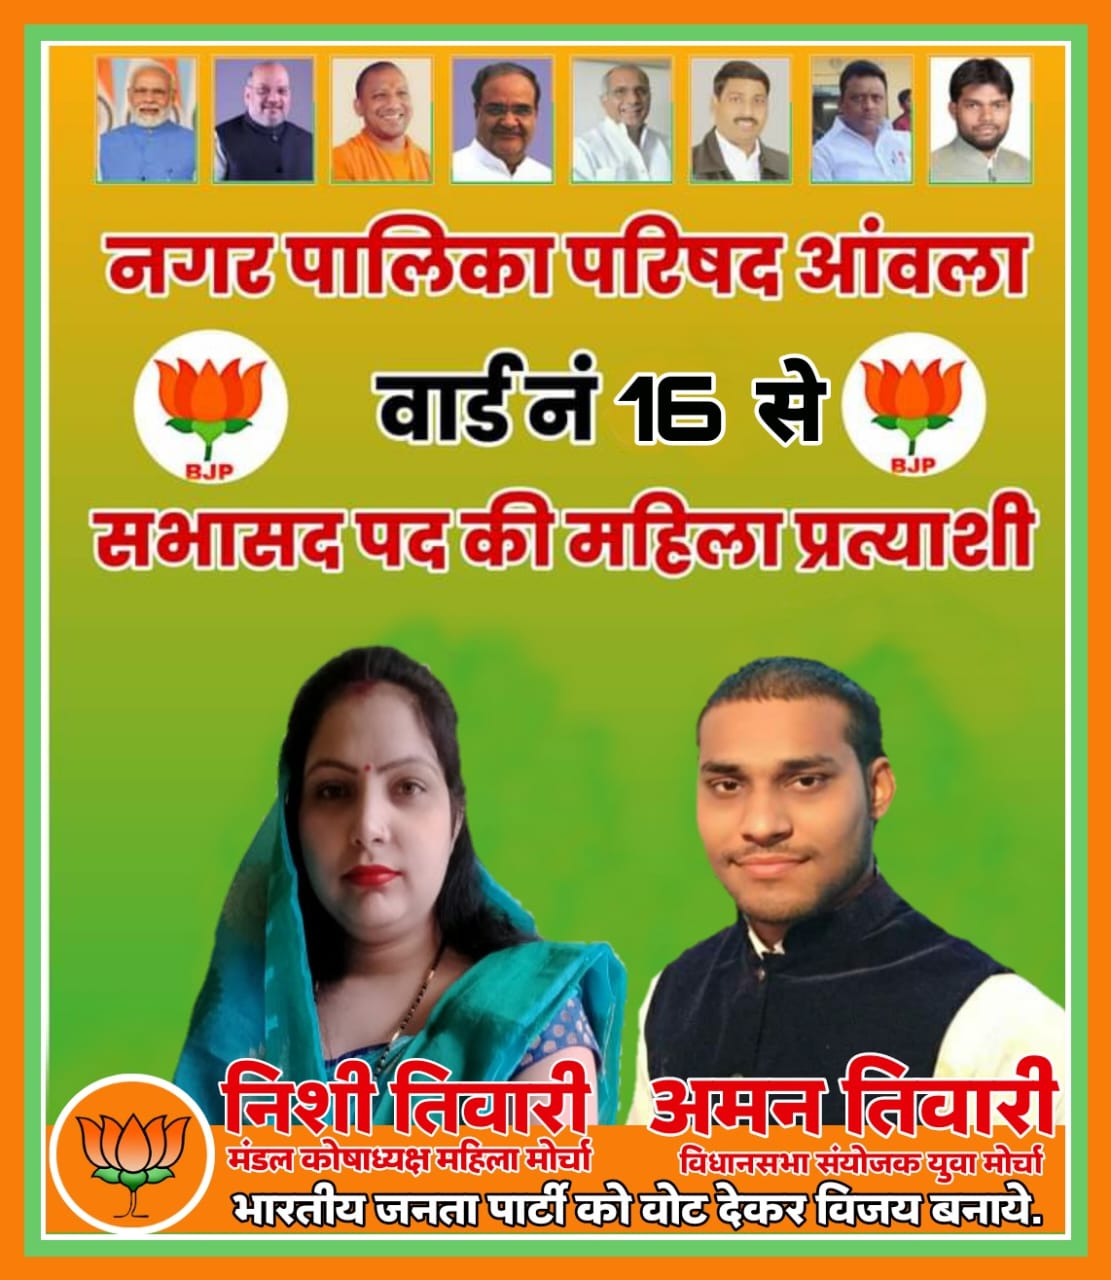 नगर पालिका परिषद आंवला
वार्ड नं 16 से
BJP
BJP
सभासद पद की महिला प्रत्याशी
निशी तिवारी
मंडल कोषाध्यक्ष महिला मोर्चा
अमन तिवारी
विधानसभा संयोजक युवा मोर्चा
भारतीय जनता पार्टी को वोट देकर विजय बनाये.